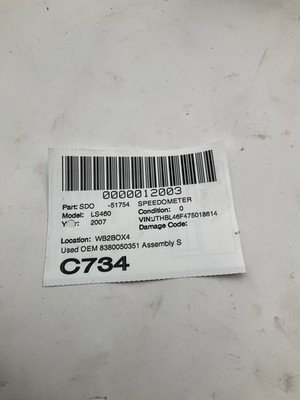 0000012003
Part: SDO -51754 SPEEDOMETER
Model: LS460 Condition: 0
Year: 2007 VIN:JTHBL46F475018614
Damage Code:
Location: WB2BOX4
Used OEM 8380050351 Assembly S
C734